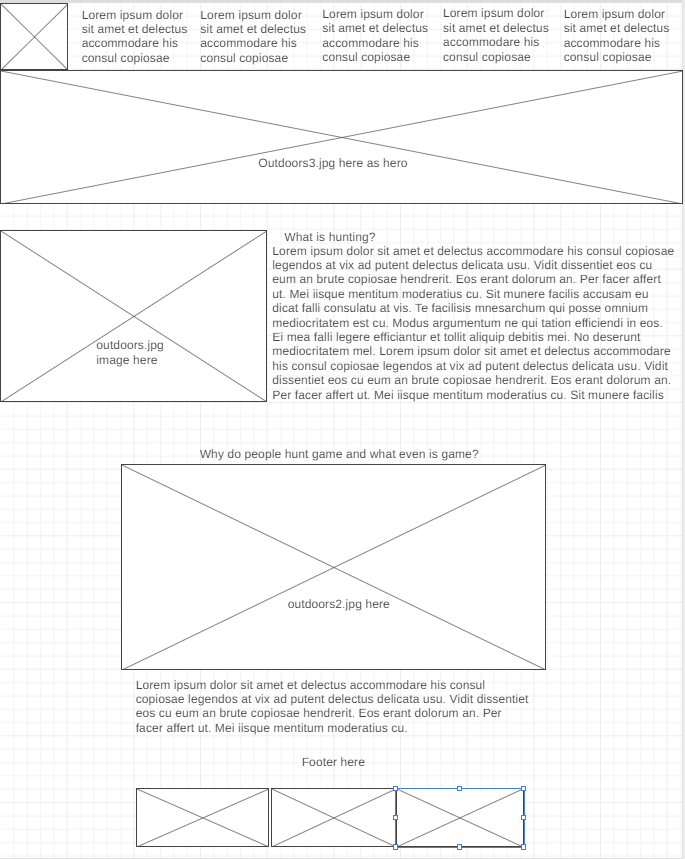 Lorem ipsum dolor
sit amet et delectus
accommodare his
consul copiosae
Lorem ipsum dolor
sit amet et delectus
accommodare his
consul copiosae
Lorem ipsum dolor
sit amet et delectus
accommodare his
consul copiosae
Lorem ipsum dolor
sit amet et delectus
accommodare his
consul copiosae
Lorem ipsum dolor
sit amet et delectus
accommodare his
consul copiosae
Outdoors3.jpg here as hero
What is hunting?
Lorem ipsum dolor sit amet et delectus accommodare his consul copiosae
legendos at vix ad putent delectus delicata usu. Vidit dissentiet eos cu
eum an brute copiosae hendrerit. Eos erant dolorum an. Per facer affert
ut. Mei iisque mentitum moderatius cu. Sit munere facilis accusam eu
dicat falli consulatu at vis. Te facilisis mnesarchum qui posse omnium
mediocritatem est cu. Modus argumentum ne qui tation efficiendi in eos.
Ei mea falli legere efficiantur et tollit aliquip debitis mei. No deserunt
mediocritatem mel. Lorem ipsum dolor sit amet et delectus accommodare
his consul copiosae legendos at vix ad putent delectus delicata usu. Vidit
dissentiet eos cu eum an brute copiosae hendrerit. Eos erant dolorum an.
Per facer affert ut. Mei iisque mentitum moderatius cu. Sit munere facilis
outdoors.jpg
image here
Why do people hunt game and what even is game?
outdoors2.jpg here
Lorem ipsum dolor sit amet et delectus accommodare his consul
copiosae legendos at vix ad putent delectus delicata usu. Vidit dissentiet
eos cu eum an brute copiosae hendrerit. Eos erant dolorum an. Per
facer affert ut. Mei iisque mentitum moderatius cu.
Footer here